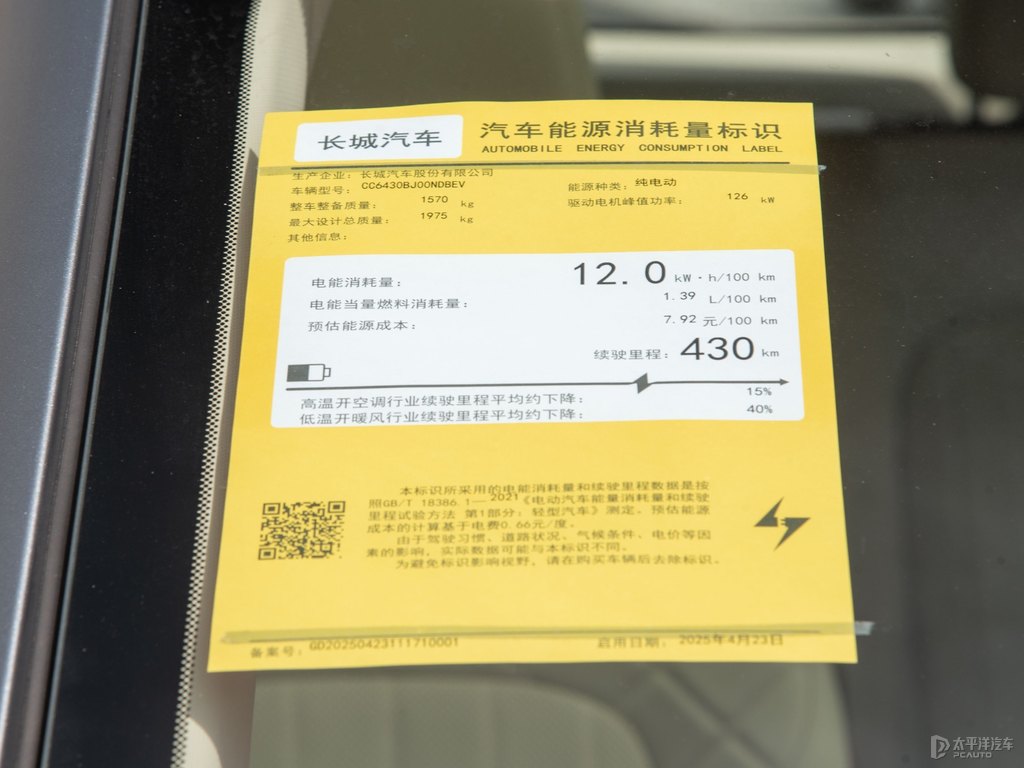 长城汽车
汽车能源消耗量标识
AUTOMOBILE ENERGY CONSUMPTION LABEL
生产企业：长城汽车股份有限公司
车辆型号：CC6430BJ00NDBEV
能源种类：纯电动
整车整备质量：1570 kg
驱动电机峰值功率：126 kW
最大设计总质量：1975 kg
其他信息：
电能消耗量：12.0 kW·h/100 km
电能当量燃料消耗量：1.39 L/100 km
预估能源成本：7.92 元/100 km
续驶里程：430 km
高温开空调行业续驶里程平均约下降：15%
低温开暖风行业续驶里程平均约下降：40%
本标识所采用的电能消耗量和续驶里程数据是按
照GB/T 18386.1—2021《电动汽车能量消耗量和续驶
里程试验方法 第1部分：轻型汽车》测定。预估能源
成本的计算基于电费0.66元/度。
由于驾驶习惯、道路状况、气候条件、电价等因
素的影响，实际数据可能与本标识不同。
为避免标识影响视野，请在购买车辆后去除标识。
备案号：GD20250423111710001
启用日期：2025年4月23日
太平洋汽车
PCAUTO